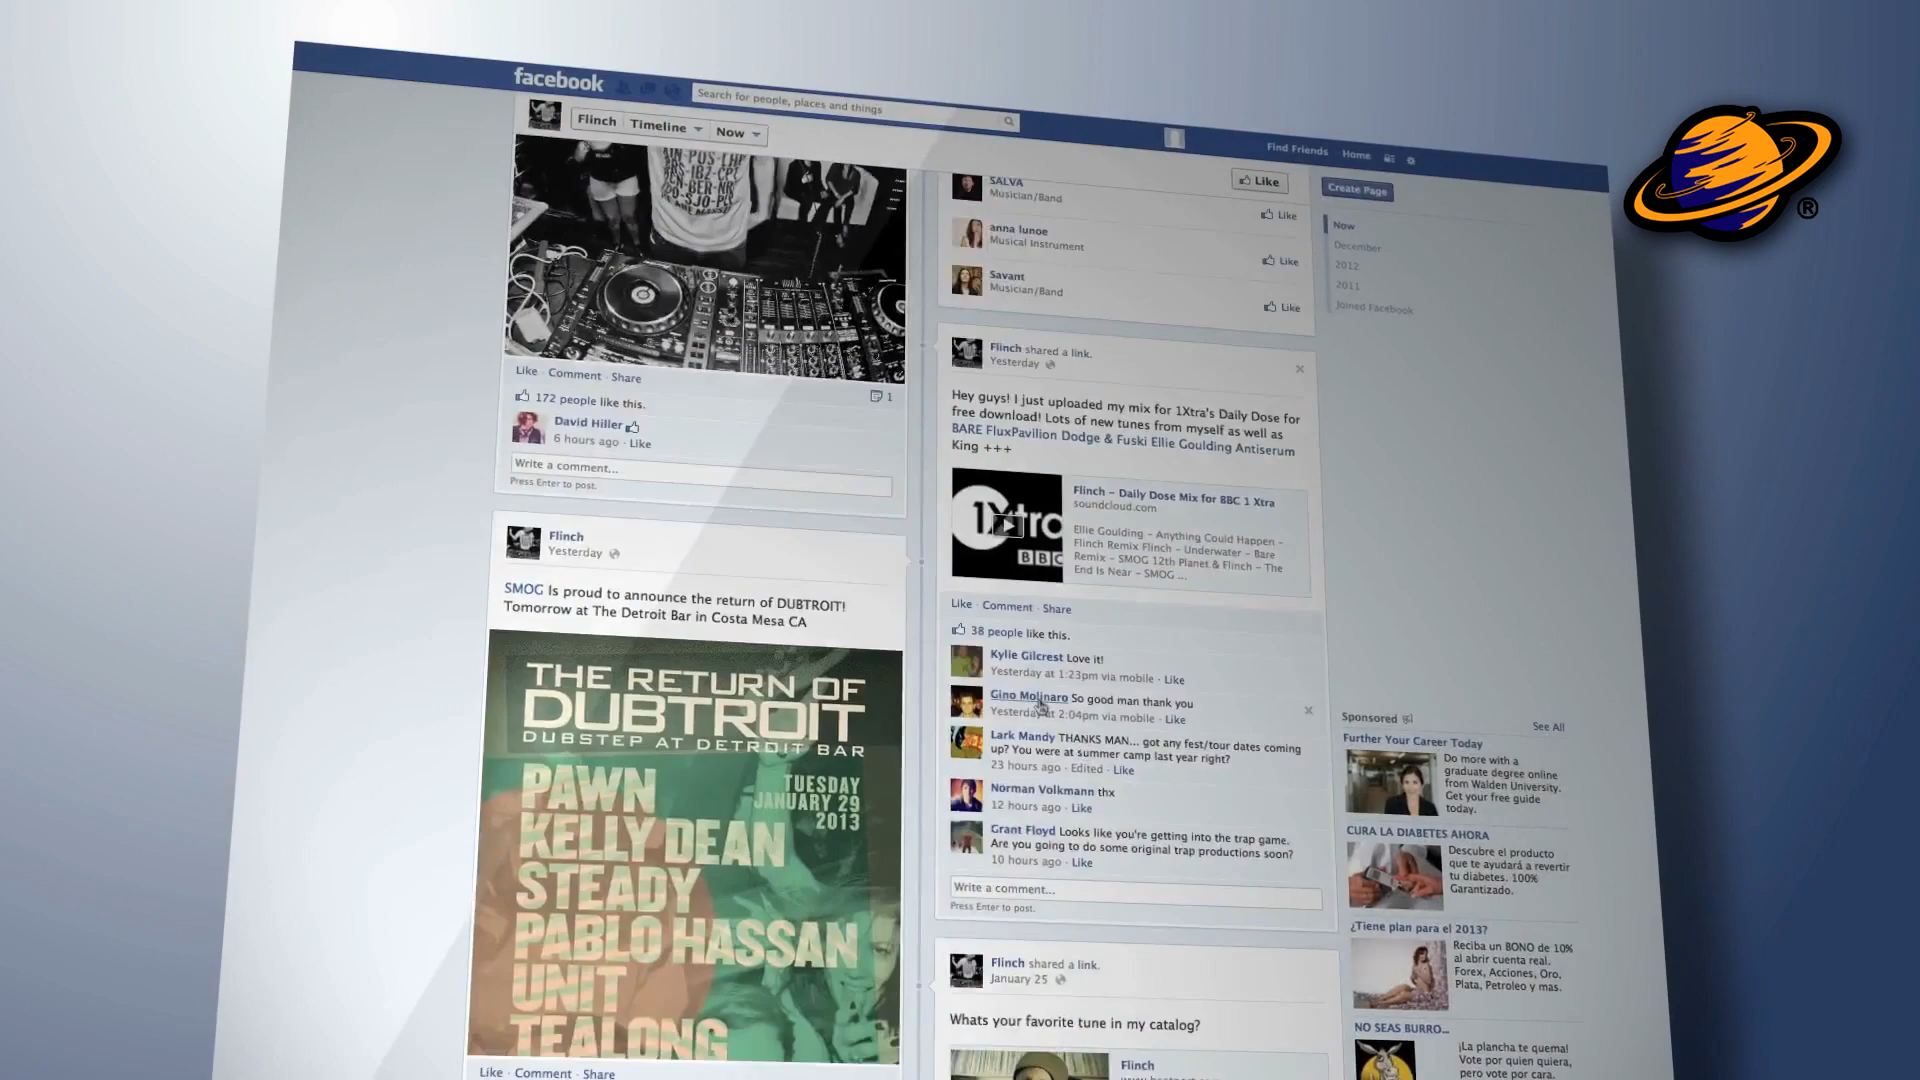 facebook
Search for people, places and things
Find Friends
Home
Flinch
Timeline
Now
Like
Create Page
Now
December
2012
2011
Joined Facebook
SALVA
Musician/Band
Like
anna lunoe
Musical Instrument
Like
Savant
Musician/Band
Like
Like · Comment · Share
1
172 people like this.
David Hiller
6 hours ago · Like
Write a comment...
Press Enter to post.
Flinch
Yesterday
SMOG Is proud to announce the return of DUBTROIT!
Tomorrow at The Detroit Bar in Costa Mesa CA
THE RETURN OF
DUBTROIT
DUBSTEP AT DETROIT BAR
TUESDAY
JANUARY 29
2013
PAWN
KELLY DEAN
STEADY
PABLO HASSAN
UNIT
TEALONG
Like · Comment · Share
Flinch shared a link.
Yesterday
Hey guys! I just uploaded my mix for 1Xtra's Daily Dose for
free download! Lots of new tunes from myself as well as
BARE FluxPavilion Dodge & Fuski Ellie Goulding Antiserum
King +++
1Xtra
BBC
Flinch - Daily Dose Mix for BBC 1 Xtra
soundcloud.com
Ellie Goulding - Anything Could Happen -
Flinch Remix Flinch - Underwater - Bare
Remix - SMOG 12th Planet & Flinch - The
End Is Near - SMOG ...
Like · Comment · Share
38 people like this.
Kylie Gilcrest Love it!
Yesterday at 1:23pm via mobile · Like
Gino Molinaro So good man thank you
Yesterday at 2:04pm via mobile · Like
Lark Mandy THANKS MAN... got any fest/tour dates coming
up? You were at summer camp last year right?
23 hours ago · Edited · Like
Norman Volkmann thx
12 hours ago · Like
Grant Floyd Looks like you're getting into the trap game.
Are you going to do some original trap productions soon?
10 hours ago · Like
Write a comment...
Press Enter to post.
Flinch shared a link.
January 25
Whats your favorite tune in my catalog?
Flinch
Sponsored
See All
Further Your Career Today
Do more with a
graduate degree online
from Walden University.
Get your free guide
today.
CURA LA DIABETES AHORA
Descubre el producto
que te ayudará a revertir
tu diabetes. 100%
Garantizado.
¿Tiene plan para el 2013?
Reciba un BONO de 10%
al abrir cuenta real.
Forex, Acciones, Oro,
Plata, Petroleo y mas.
NO SEAS BURRO...
¡La plancha te quema!
Vote por quien quiera,
pero vote por cara.
®